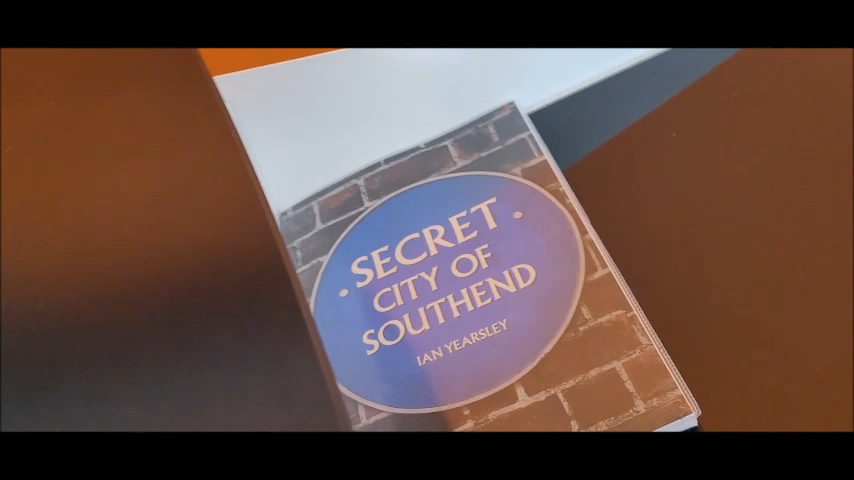 • SECRET •
CITY OF
SOUTHEND
IAN YEARSLEY